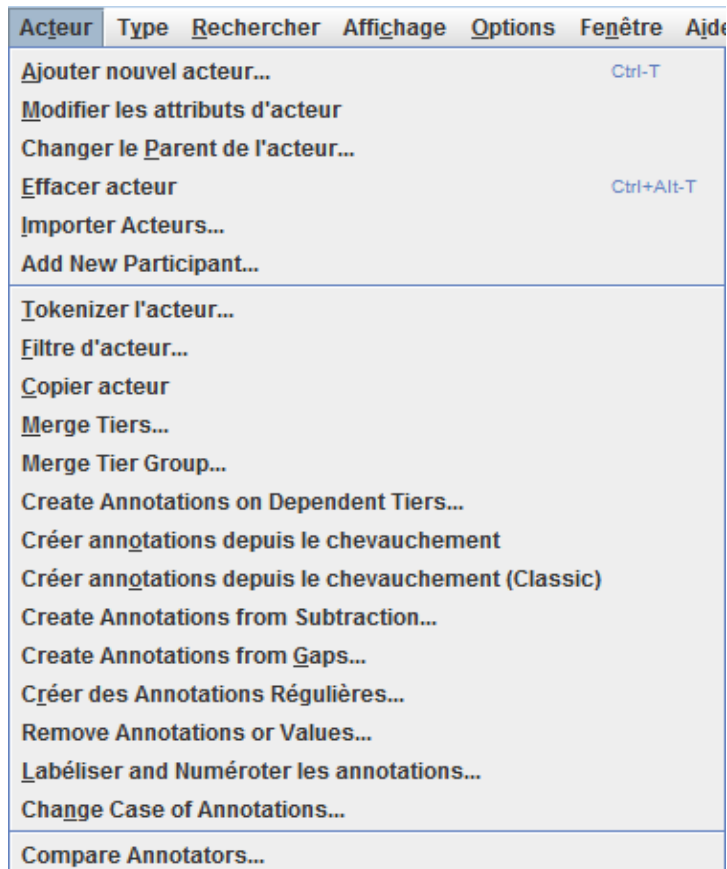 Acteur Type Rechercher Affichage Options Fenêtre Aide
Ajouter nouvel acteur... Ctrl-T
Modifier les attributs d'acteur
Changer le Parent de l'acteur...
Effacer acteur Ctrl+Alt-T
Importer Acteurs...
Add New Participant...
Tokenizer l'acteur...
Filtre d'acteur...
Copier acteur
Merge Tiers...
Merge Tier Group...
Create Annotations on Dependent Tiers...
Créer annotations depuis le chevauchement
Créer annotations depuis le chevauchement (Classic)
Create Annotations from Subtraction...
Create Annotations from Gaps...
Créer des Annotations Régulières...
Remove Annotations or Values...
Labéliser and Numéroter les annotations...
Change Case of Annotations...
Compare Annotators...